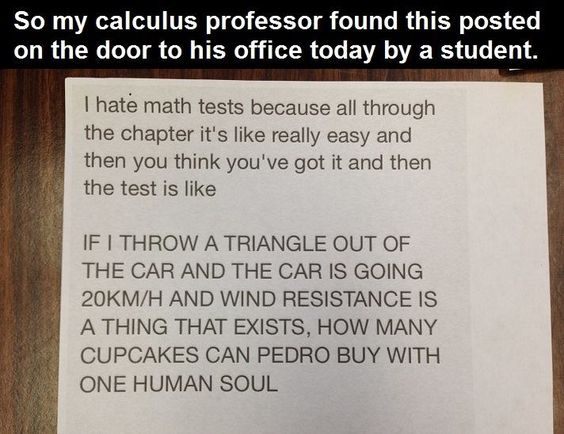 So my calculus professor found this posted
on the door to his office today by a student.
I hate math tests because all through
the chapter it's like really easy and
then you think you've got it and then
the test is like
IF I THROW A TRIANGLE OUT OF
THE CAR AND THE CAR IS GOING
20KM/H AND WIND RESISTANCE IS
A THING THAT EXISTS, HOW MANY
CUPCAKES CAN PEDRO BUY WITH
ONE HUMAN SOUL